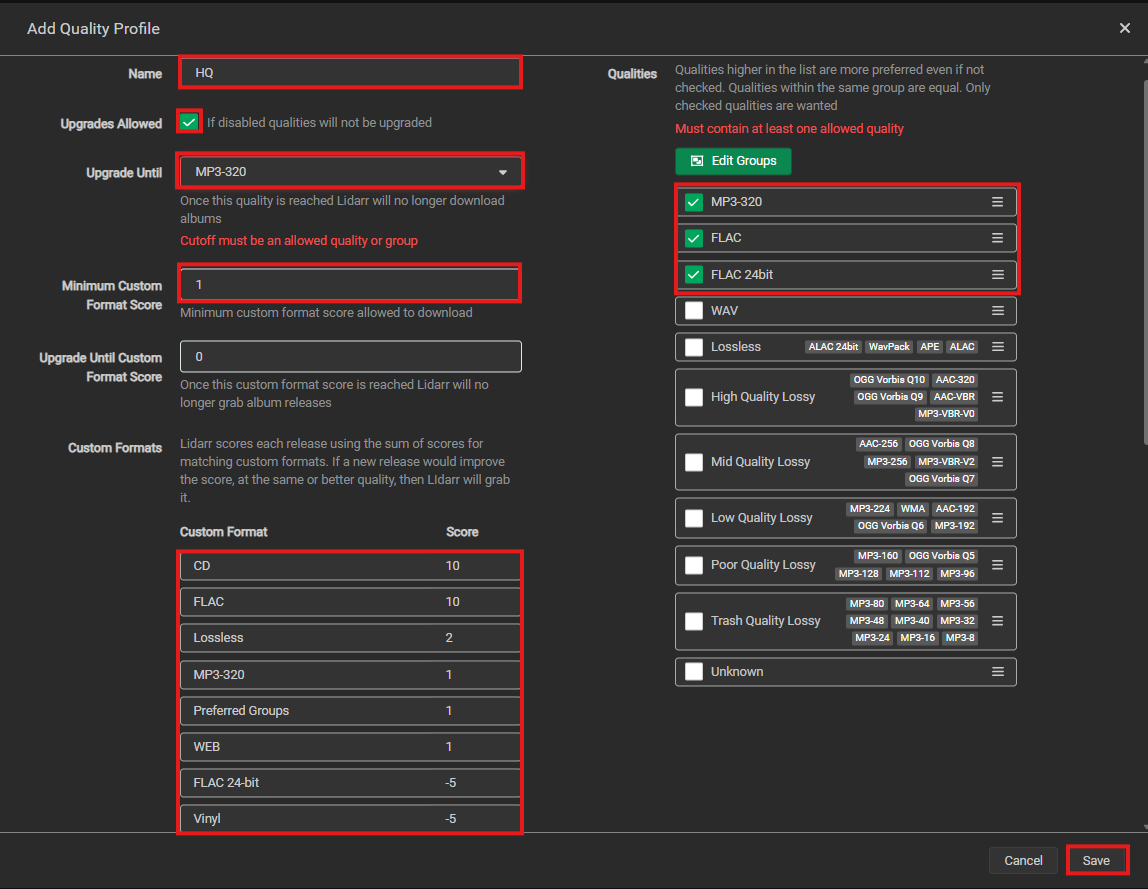 Add Quality Profile
Name
HQ
Upgrades Allowed
If disabled qualities will not be upgraded
Upgrade Until
MP3-320
Once this quality is reached Lidarr will no longer download
albums
Cutoff must be an allowed quality or group
Minimum Custom
Format Score
1
Minimum custom format score allowed to download
Upgrade Until Custom
Format Score
0
Once this custom format score is reached Lidarr will no
longer grab album releases
Custom Formats
Lidarr scores each release using the sum of scores for
matching custom formats. If a new release would improve
the score, at the same or better quality, then LIdarr will grab
it.
Custom Format Score
CD 10
FLAC 10
Lossless 2
MP3-320 1
Preferred Groups 1
WEB 1
FLAC 24-bit -5
Vinyl -5
Qualities
Qualities higher in the list are more preferred even if not
checked. Qualities within the same group are equal. Only
checked qualities are wanted
Must contain at least one allowed quality
Edit Groups
MP3-320
FLAC
FLAC 24bit
WAV
Lossless ALAC 24bit WavPack APE ALAC
High Quality Lossy
OGG Vorbis Q10 AAC-320
OGG Vorbis Q9 AAC-VBR
MP3-VBR-V0
Mid Quality Lossy
AAC-256 OGG Vorbis Q8
MP3-256 MP3-VBR-V2
OGG Vorbis Q7
Low Quality Lossy
MP3-224 WMA AAC-192
OGG Vorbis Q6 MP3-192
Poor Quality Lossy
MP3-160 OGG Vorbis Q5
MP3-128 MP3-112 MP3-96
Trash Quality Lossy
MP3-80 MP3-64 MP3-56
MP3-48 MP3-40 MP3-32
MP3-24 MP3-16 MP3-8
Unknown
Cancel
Save